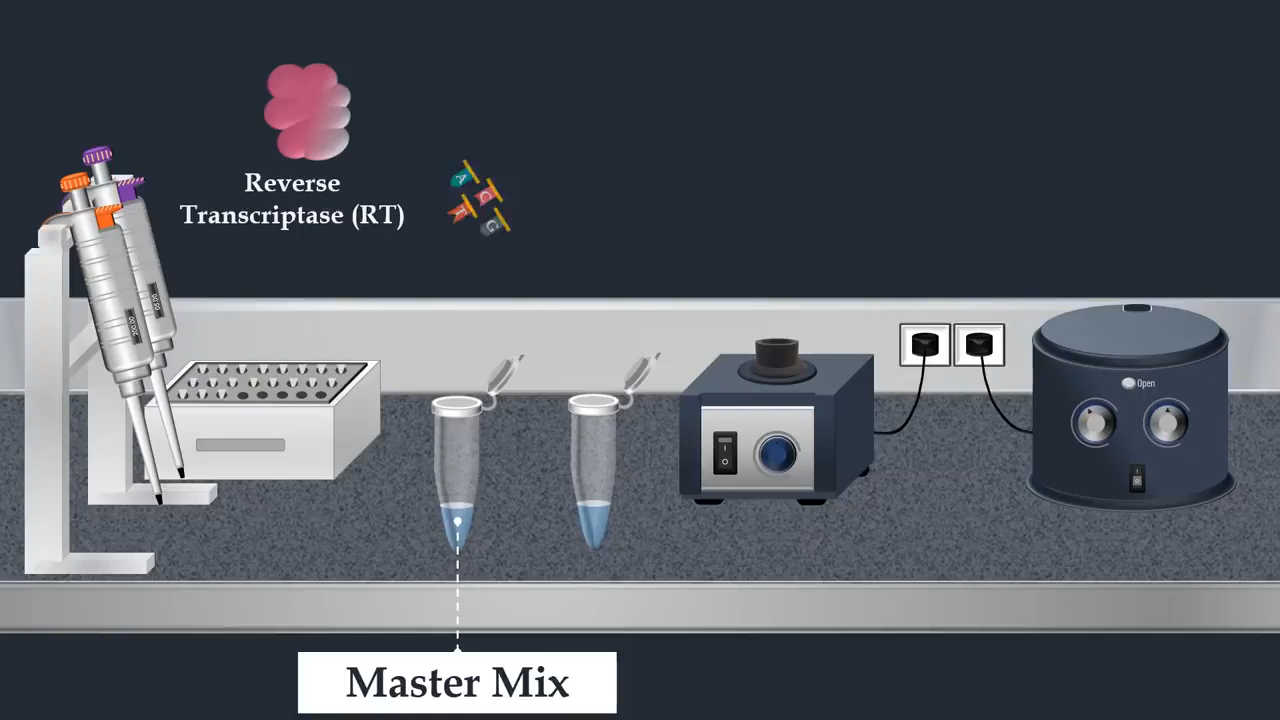 Reverse
Transcriptase (RT)
A
C
T
G
Open
Master Mix